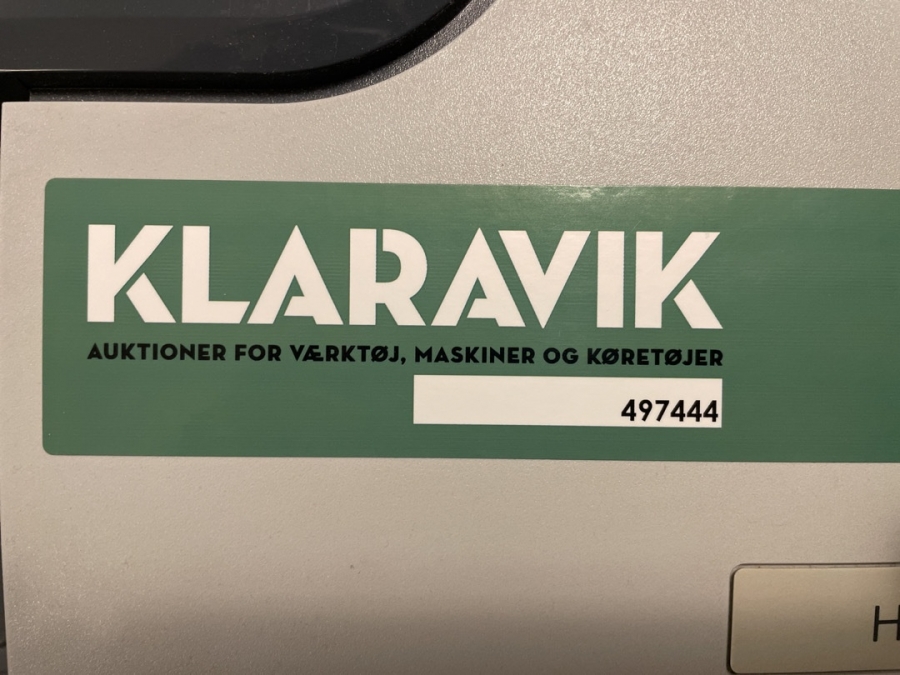 KLARAVIK
AUKTIONER FOR VÆRKTØJ, MASKINER OG KØRETØJER
497444
H